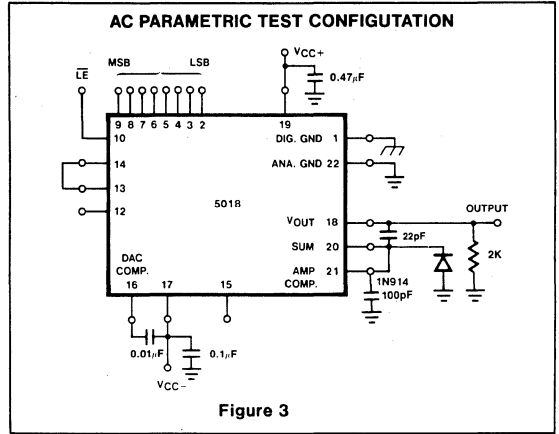 AC PARAMETRIC TEST CONFIGUTATION
VCC+
0.47µF
LE
MSB LSB
9 8 7 6 5 4 3 2 19
10 DIG. GND 1
14 ANA. GND 22
13
12
5018
VOUT 18
OUTPUT
22pF
SUM 20
2K
DAC COMP.
AMP COMP. 21
1N914
100pF
16 17 15
0.01µF 0.1µF
VCC-
Figure 3